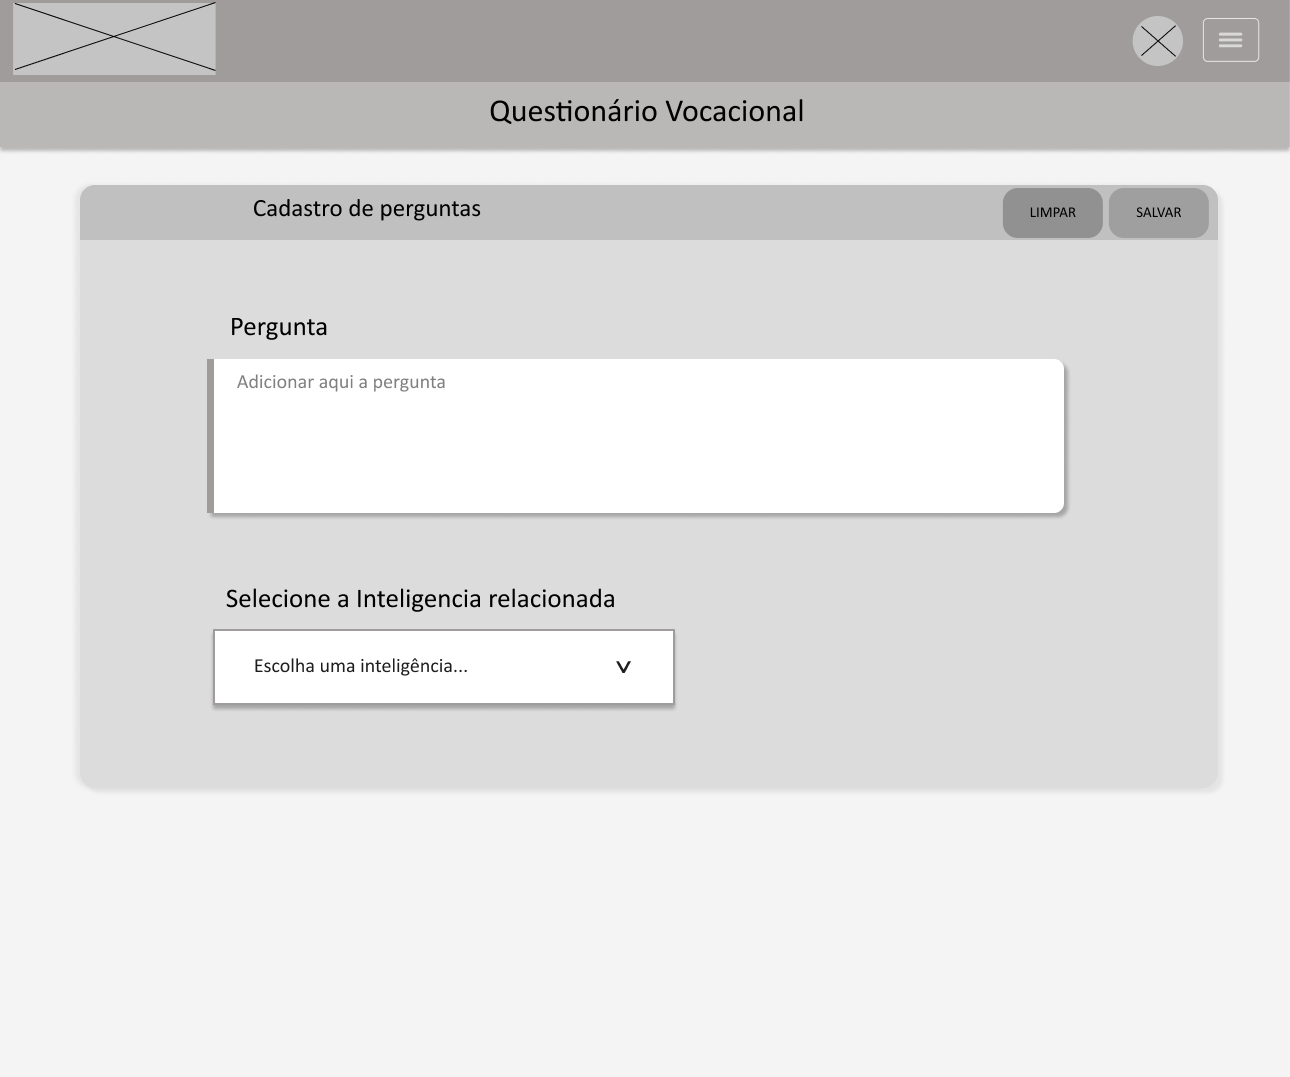 Questionário Vocacional
Cadastro de perguntas
LIMPAR
SALVAR
Pergunta
Adicionar aqui a pergunta
Selecione a Inteligencia relacionada
Escolha uma inteligência...